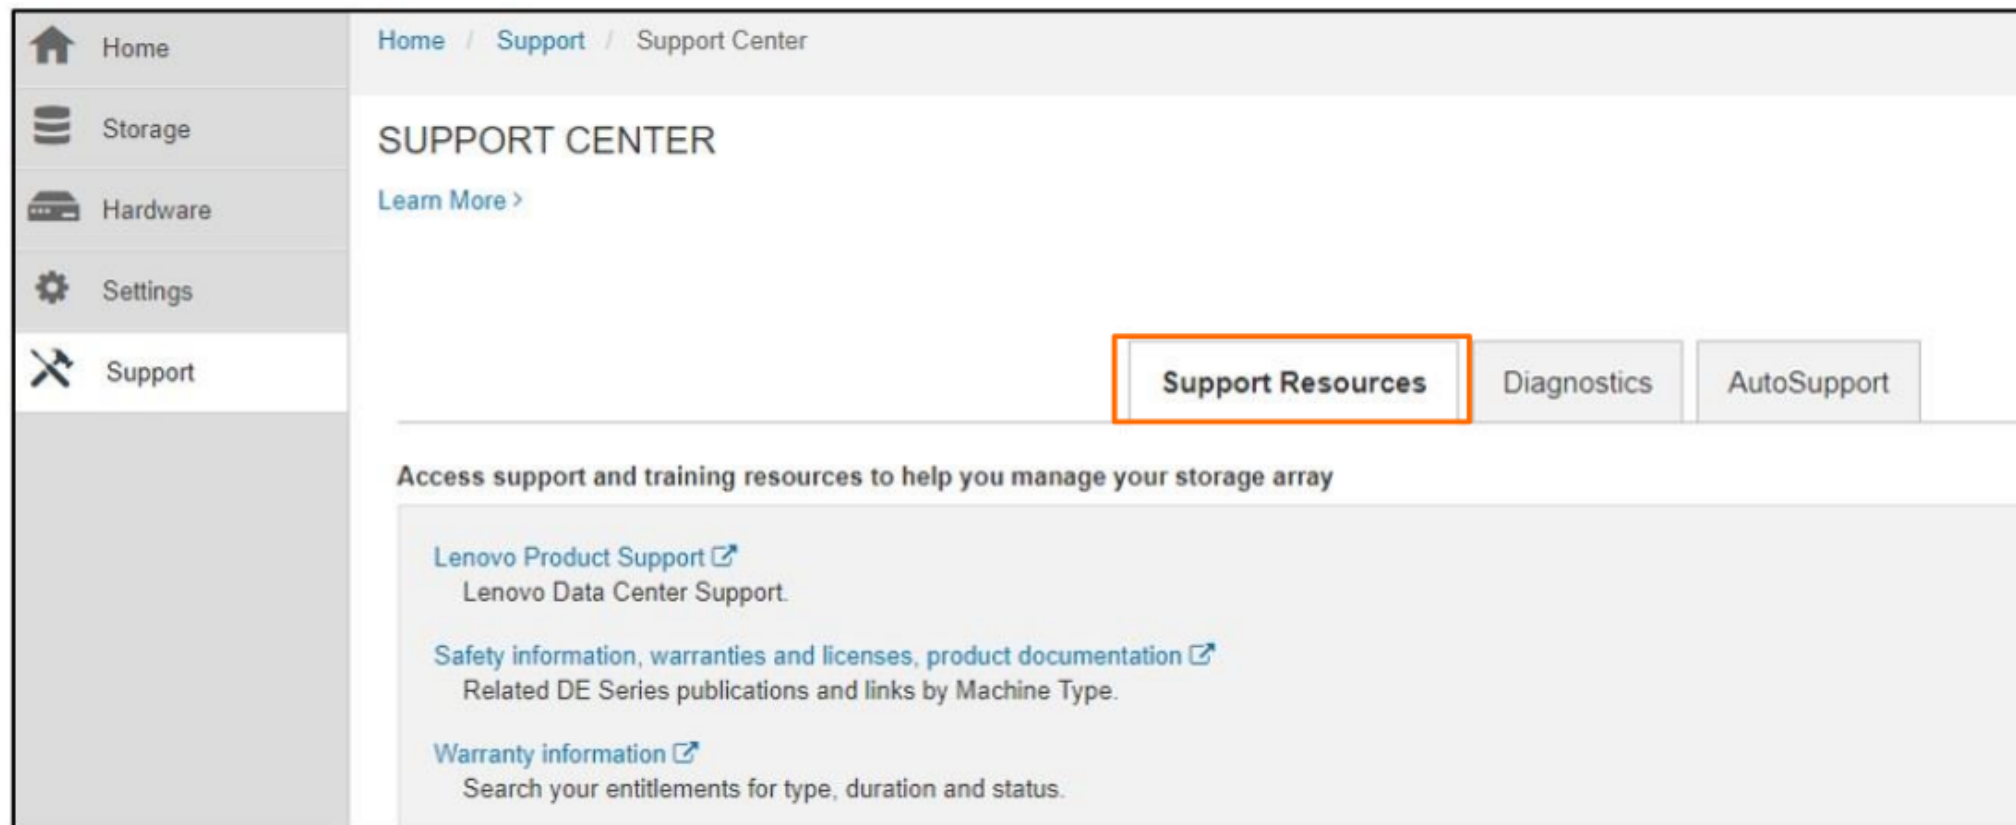 Home
Storage
Hardware
Settings
Support
Home / Support / Support Center
SUPPORT CENTER
Learn More >
Support Resources
Diagnostics
AutoSupport
Access support and training resources to help you manage your storage array
Lenovo Product Support
Lenovo Data Center Support.
Safety information, warranties and licenses, product documentation
Related DE Series publications and links by Machine Type.
Warranty information
Search your entitlements for type, duration and status.